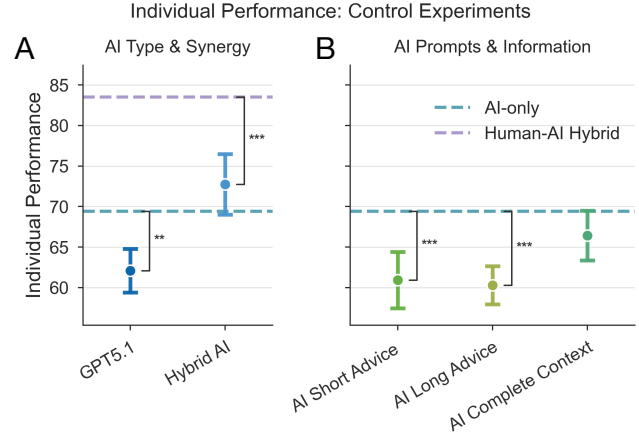 Individual Performance: Control Experiments
A
AI Type & Synergy
B
AI Prompts & Information
Individual Performance
85
80
75
70
65
60
***
**
GPT5.1
Hybrid AI
AI-only
Human-AI Hybrid
***
***
AI Short Advice
AI Long Advice
AI Complete Context